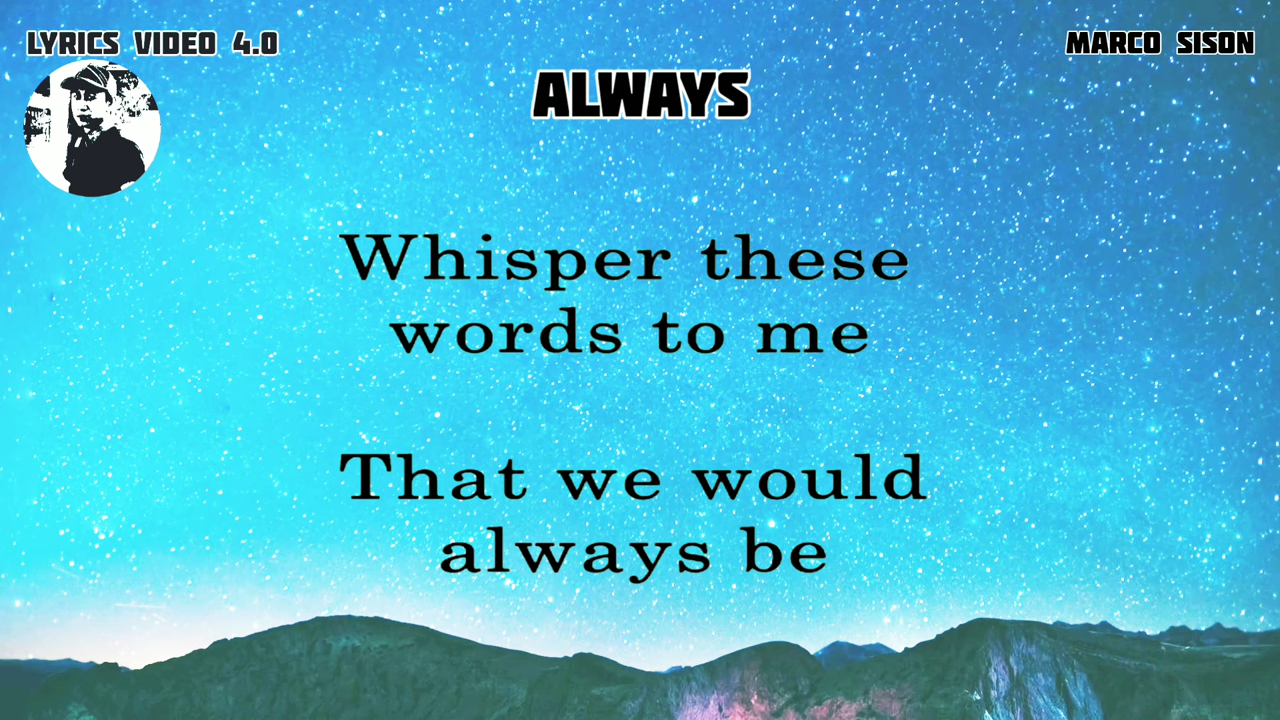 LYRICS VIDEO 4.0
MARCO SISON
ALWAYS
Whisper these
words to me
That we would
always be